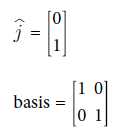 ĵ = [0
1]
basis = [1 0
0 1]